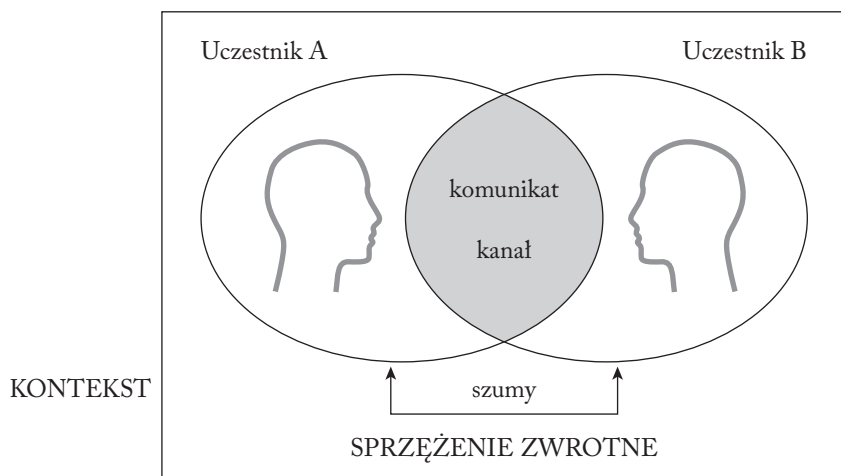 Uczestnik A
Uczestnik B
komunikat
kanał
KONTEKST
szumy
SPRZĘŻENIE ZWROTNE